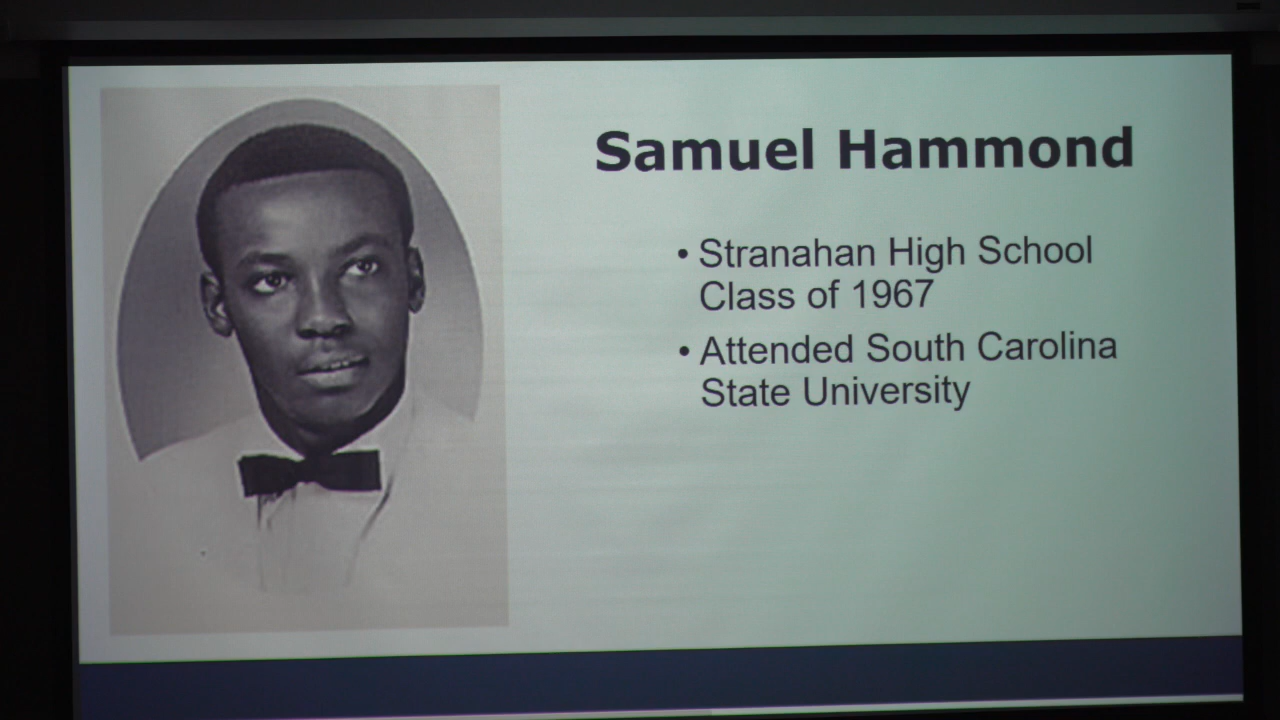 Samuel Hammond
• Stranahan High School
Class of 1967
• Attended South Carolina
State University